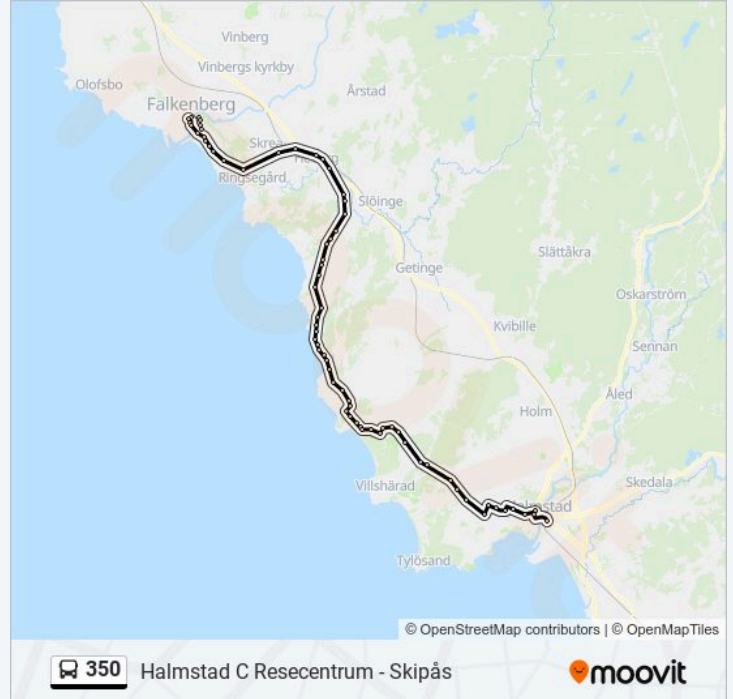 Vinberg
Vinbergs kyrkby
Olofsbo
Årstad
Falkenberg
Skrea
Ringsegård
Slöinge
Slättåkra
Getinge
Oskarström
Kvibille
Sennan
Åled
Holm
Villshärad
Skedala
Halmstad
Tylösand
© OpenStreetMap contributors | © OpenMapTiles
350 Halmstad C Resecentrum - Skipås
moovit